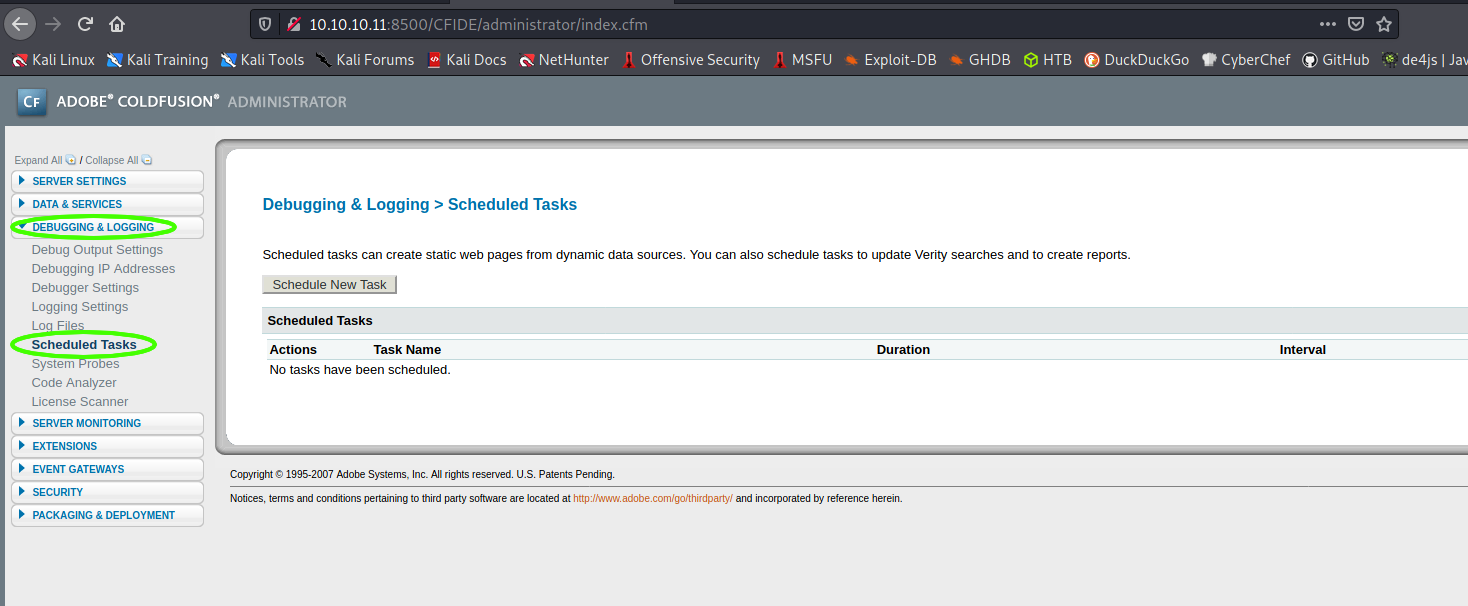 10.10.10.11:8500/CFIDE/administrator/index.cfm
Kali Linux Kali Training Kali Tools Kali Forums Kali Docs NetHunter Offensive Security MSFU Exploit-DB GHDB HTB DuckDuckGo CyberChef GitHub de4js | Jav
CF ADOBE® COLDFUSION® ADMINISTRATOR
Expand All / Collapse All
SERVER SETTINGS
DATA & SERVICES
DEBUGGING & LOGGING
Debug Output Settings
Debugging IP Addresses
Debugger Settings
Logging Settings
Log Files
Scheduled Tasks
System Probes
Code Analyzer
License Scanner
SERVER MONITORING
EXTENSIONS
EVENT GATEWAYS
SECURITY
PACKAGING & DEPLOYMENT
Debugging & Logging > Scheduled Tasks
Scheduled tasks can create static web pages from dynamic data sources. You can also schedule tasks to update Verity searches and to create reports.
Schedule New Task
Scheduled Tasks
Actions Task Name Duration Interval
No tasks have been scheduled.
Copyright © 1995-2007 Adobe Systems, Inc. All rights reserved. U.S. Patents Pending.
Notices, terms and conditions pertaining to third party software are located at http://www.adobe.com/go/thirdparty/ and incorporated by reference herein.